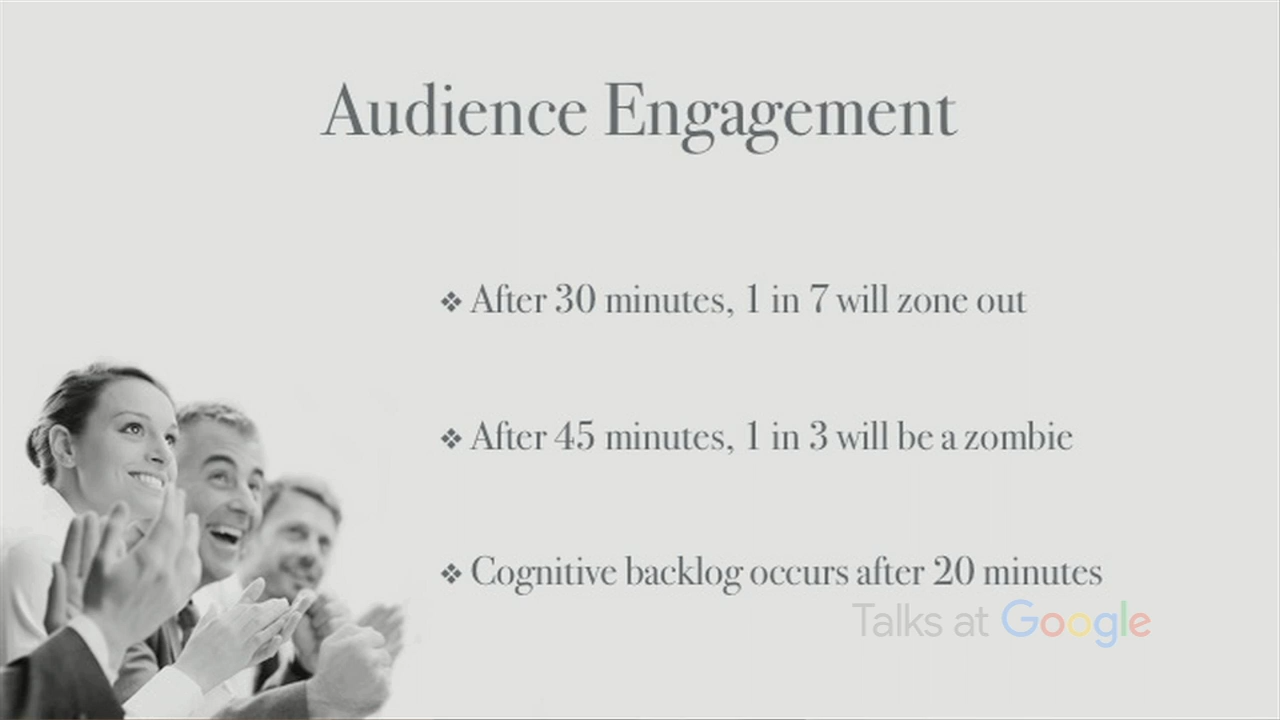 Audience Engagement
❖ After 30 minutes, 1 in 7 will zone out
❖ After 45 minutes, 1 in 3 will be a zombie
❖ Cognitive backlog occurs after 20 minutes
Talks at Google